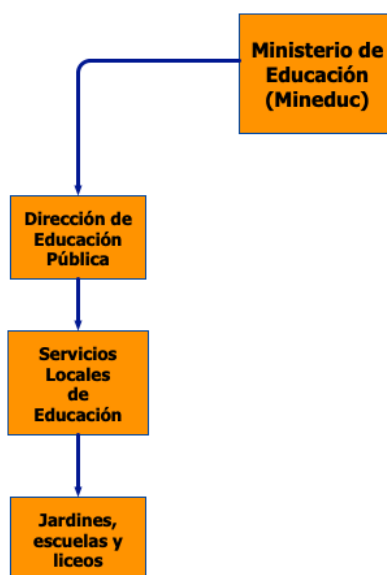 Ministerio de
Educación
(Mineduc)
Dirección de
Educación
Pública
Servicios
Locales
de
Educación
Jardines,
escuelas y
liceos